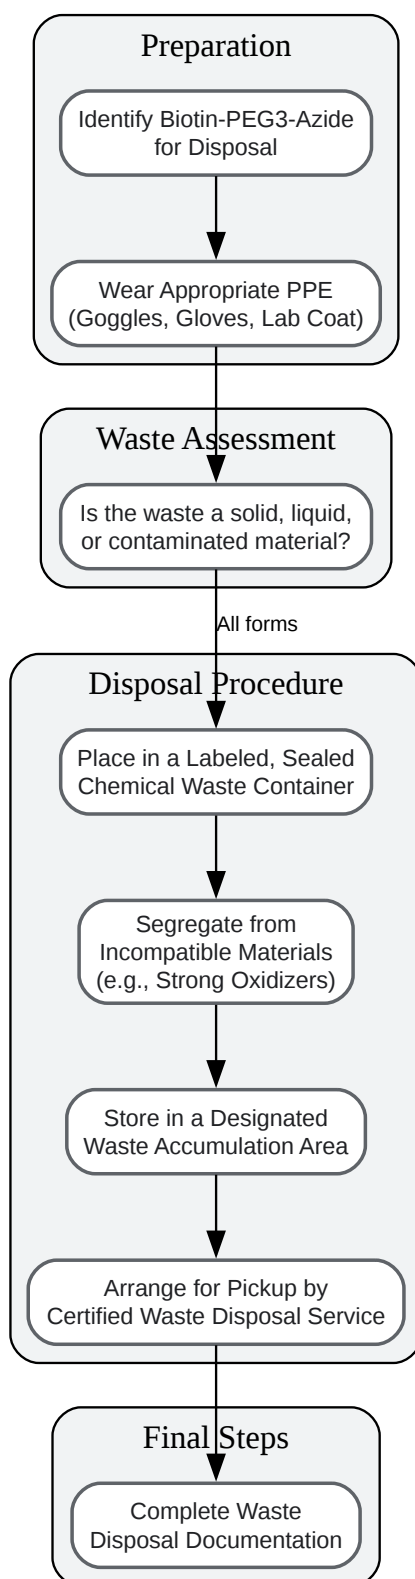 Preparation
Identify Biotin-PEG3-Azide
for Disposal
Wear Appropriate PPE
(Goggles, Gloves, Lab Coat)
Waste Assessment
Is the waste a solid, liquid,
or contaminated material?
All forms
Disposal Procedure
Place in a Labeled, Sealed
Chemical Waste Container
Segregate from
Incompatible Materials
(e.g., Strong Oxidizers)
Store in a Designated
Waste Accumulation Area
Arrange for Pickup by
Certified Waste Disposal Service
Final Steps
Complete Waste
Disposal Documentation